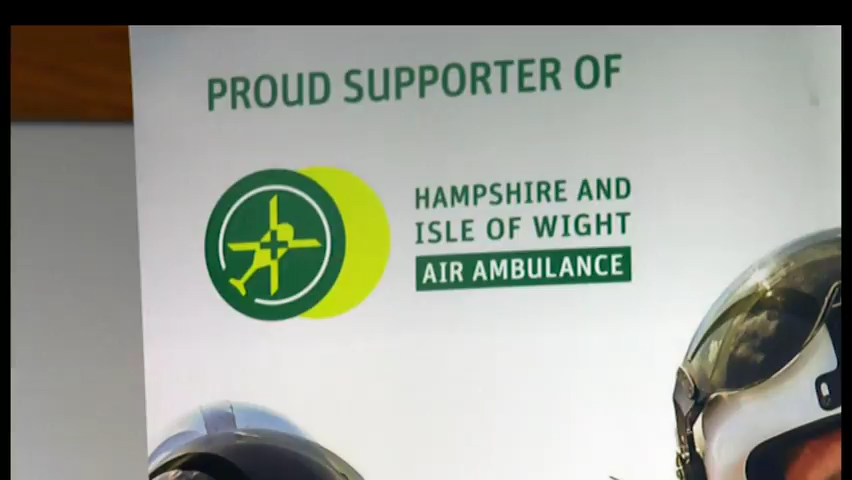 PROUD SUPPORTER OF
HAMPSHIRE AND
ISLE OF WIGHT
AIR AMBULANCE